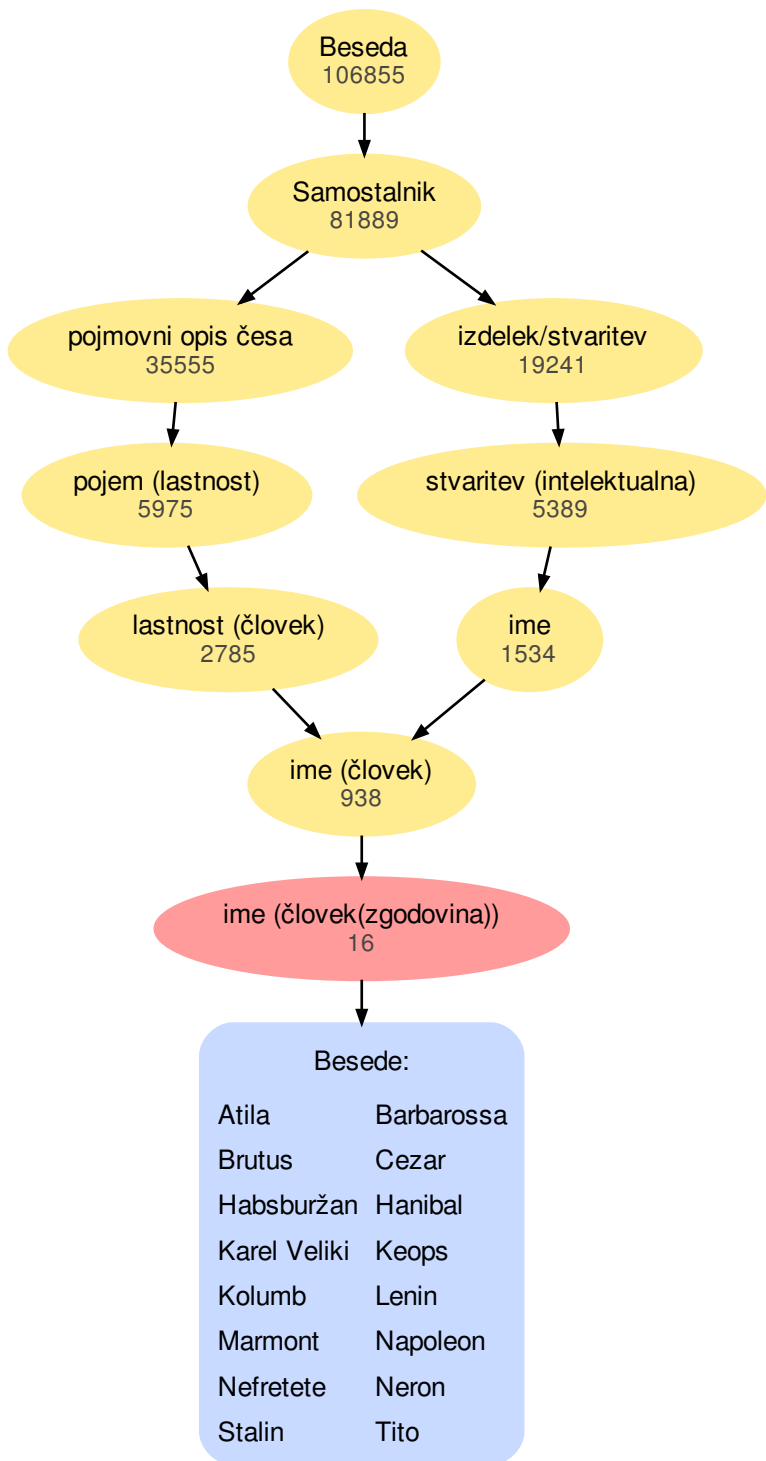 Beseda
106855
Samostalnik
81889
pojmovni opis česa
35555
izdelek/stvaritev
19241
pojem (lastnost)
5975
stvaritev (intelektualna)
5389
lastnost (človek)
2785
ime
1534
ime (človek)
938
ime (človek(zgodovina))
16
Besede:
Atila Barbarossa
Brutus Cezar
Habsburžan Hanibal
Karel Veliki Keops
Kolumb Lenin
Marmont Napoleon
Nefretete Neron
Stalin Tito